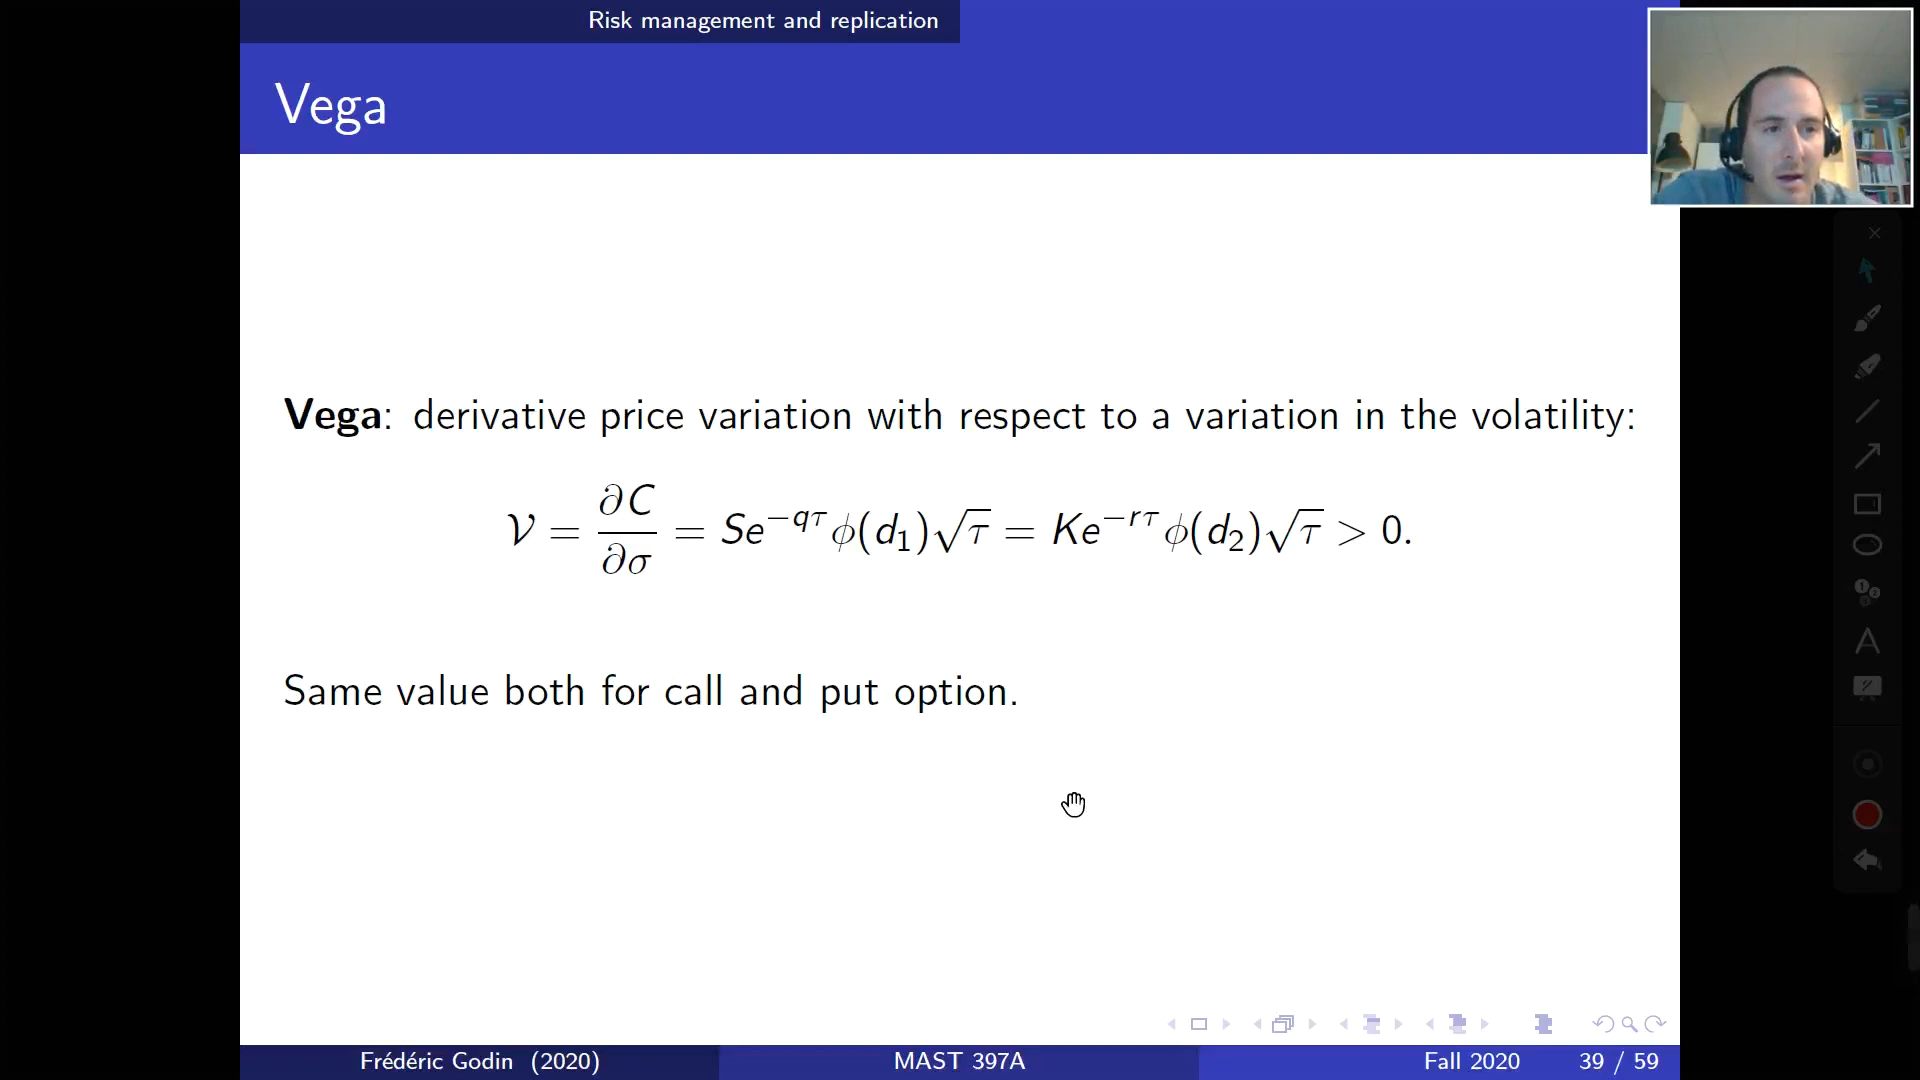 Risk management and replication
Vega
Vega: derivative price variation with respect to a variation in the volatility:
𝒱 = ∂C/∂σ = Se^{−qτ}ϕ(d₁)√τ = Ke^{−rτ}ϕ(d₂)√τ > 0.
Same value both for call and put option.
Frédéric Godin (2020) MAST 397A Fall 2020 39 / 59